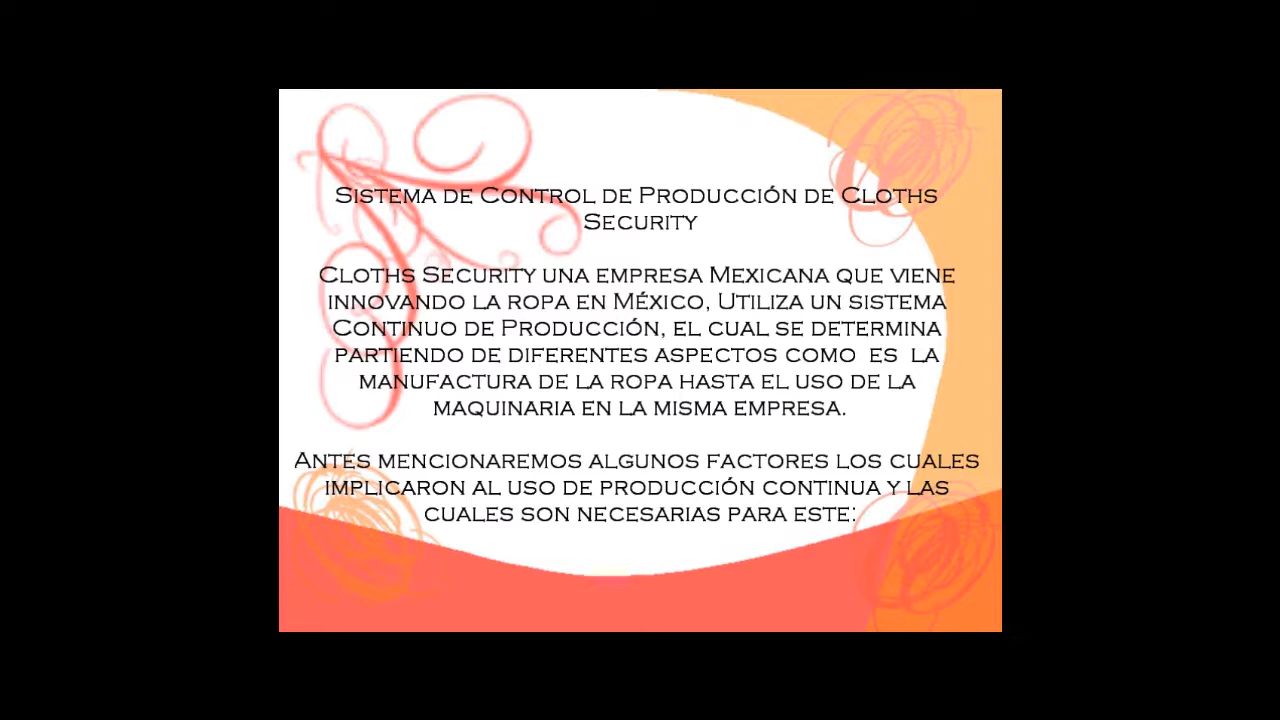 Sistema de Control de Producción de Cloths
Security
Cloths Security una empresa Mexicana que viene
innovando la ropa en México, Utiliza un sistema
Continuo de Producción, el cual se determina
partiendo de diferentes aspectos como es la
manufactura de la ropa hasta el uso de la
maquinaria en la misma empresa.
Antes mencionaremos algunos factores los cuales
implicaron al uso de producción continua y las
cuales son necesarias para este: